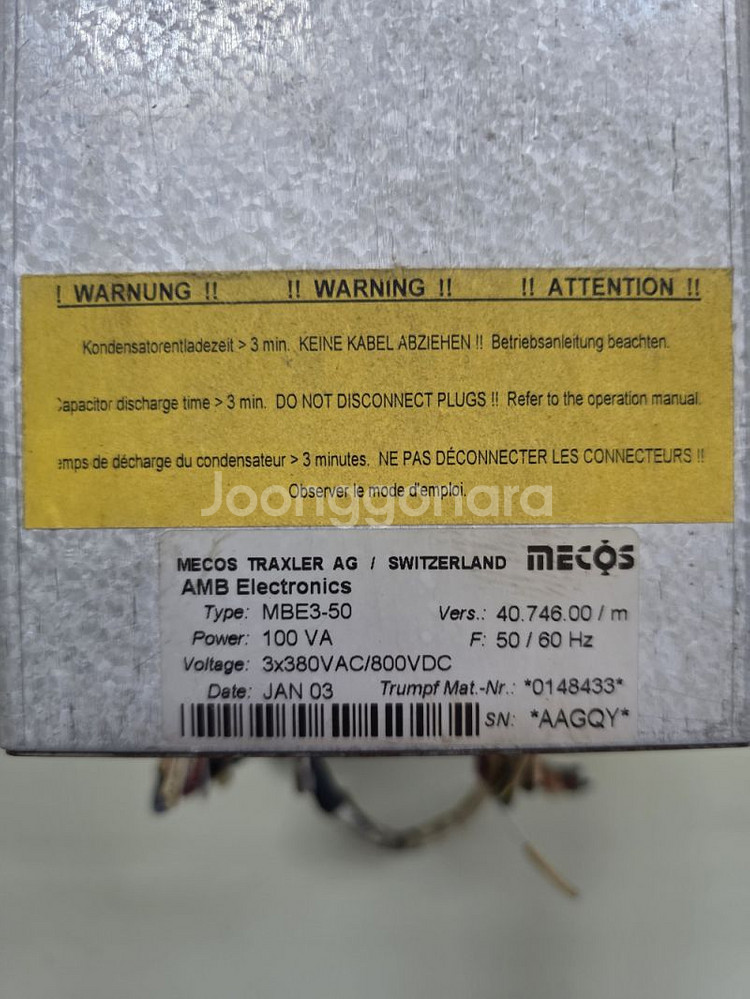 ! WARNUNG !! !! WARNING !! !! ATTENTION !!
Kondensatorentladezeit > 3 min. KEINE KABEL ABZIEHEN !! Betriebsanleitung beachten.
Capacitor discharge time > 3 min. DO NOT DISCONNECT PLUGS !! Refer to the operation manual.
emps de décharge du condensateur > 3 minutes. NE PAS DÉCONNECTER LES CONNECTEURS !!
Observer le mode d'emploi.
Joonggonara
MECOS TRAXLER AG / SWITZERLAND MECOS
AMB Electronics
Type: MBE3-50 Vers.: 40.746.00 / m
Power: 100 VA F: 50 / 60 Hz
Voltage: 3x380VAC/800VDC
Date: JAN 03 Trumpf Mat.-Nr.: *0148433*
SN: *AAGQY*